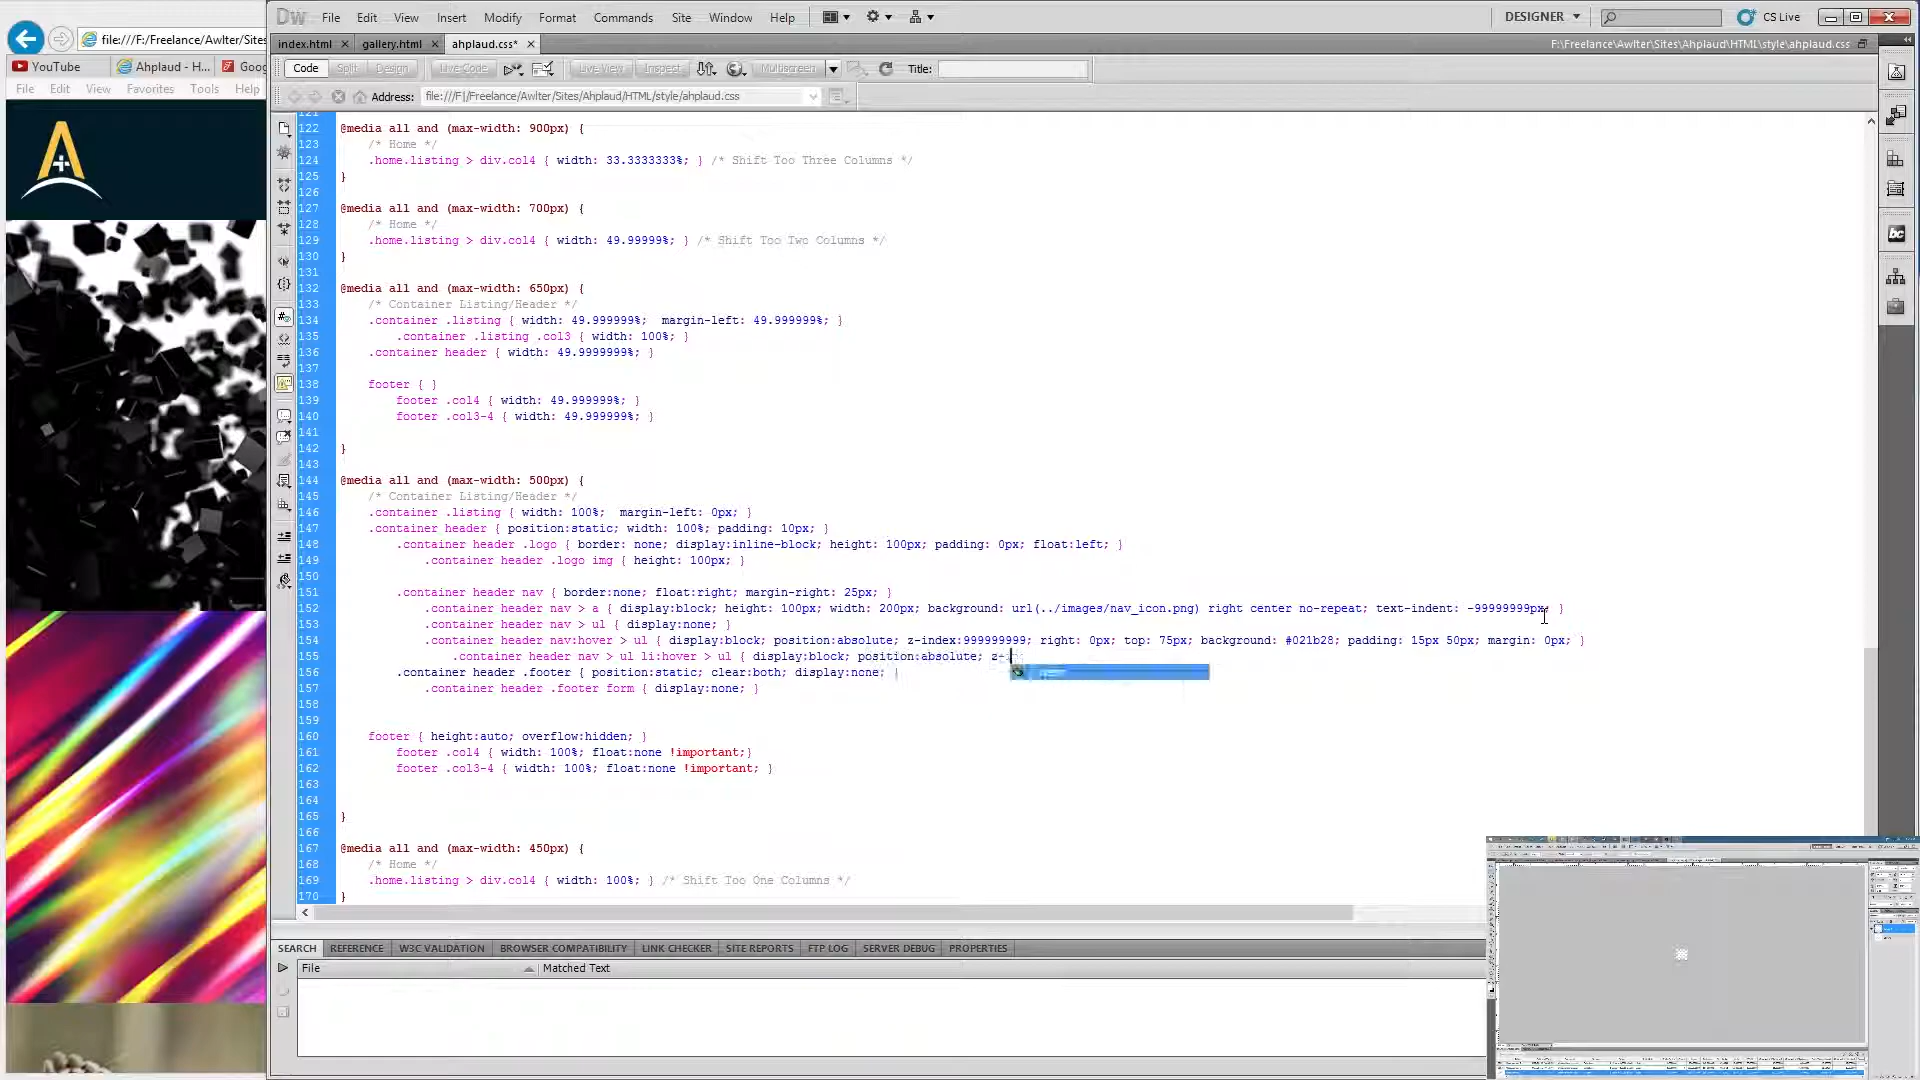 Dw File Edit View Insert Modify Format Commands Site Window Help DESIGNER CS Live
file:///F:/Freelance/Awlter/Sites
index.html gallery.html ahplaud.css* F:\Freelance\Awlter\Sites\Ahplaud\HTML\style\ahplaud.css
YouTube Ahplaud - H... Goog
Code Split Design Live Code Live View Inspect Multiscreen Title:
File Edit View Favorites Tools Help
Address: file:///F|/Freelance/Awlter/Sites/Ahplaud/HTML/style/ahplaud.css
A
121
122 @media all and (max-width: 900px) {
123 /* Home */
124 .home.listing > div.col4 { width: 33.3333333%; } /* Shift Too Three Columns */
125 }
126
127 @media all and (max-width: 700px) {
128 /* Home */
129 .home.listing > div.col4 { width: 49.99999%; } /* Shift Too Two Columns */
130 }
131
132 @media all and (max-width: 650px) {
133 /* Container Listing/Header */
134 .container .listing { width: 49.999999%; margin-left: 49.999999%; }
135 .container .listing .col3 { width: 100%; }
136 .container header { width: 49.9999999%; }
137
138 footer { }
139 footer .col4 { width: 49.999999%; }
140 footer .col3-4 { width: 49.999999%; }
141
142 }
143
144 @media all and (max-width: 500px) {
145 /* Container Listing/Header */
146 .container .listing { width: 100%; margin-left: 0px; }
147 .container header { position:static; width: 100%; padding: 10px; }
148 .container header .logo { border: none; display:inline-block; height: 100px; padding: 0px; float:left; }
149 .container header .logo img { height: 100px; }
150
151 .container header nav { border:none; float:right; margin-right: 25px; }
152 .container header nav > a { display:block; height: 100px; width: 200px; background: url(../images/nav_icon.png) right center no-repeat; text-indent: -99999999px; }
153 .container header nav > ul { display:none; }
154 .container header nav:hover > ul { display:block; position:absolute; z-index:999999999; right: 0px; top: 75px; background: #021b28; padding: 15px 50px; margin: 0px; }
155 .container header nav > ul li:hover > ul { display:block; position:absolute; z-
156 .container header .footer { position:static; clear:both; display:none; }
157 .container header .footer form { display:none; }
158
159
160 footer { height:auto; overflow:hidden; }
161 footer .col4 { width: 100%; float:none !important;}
162 footer .col3-4 { width: 100%; float:none !important; }
163
164
165 }
166
167 @media all and (max-width: 450px) {
168 /* Home */
169 .home.listing > div.col4 { width: 100%; } /* Shift Too One Columns */
170 }
SEARCH REFERENCE W3C VALIDATION BROWSER COMPATIBILITY LINK CHECKER SITE REPORTS FTP LOG SERVER DEBUG PROPERTIES
File Matched Text